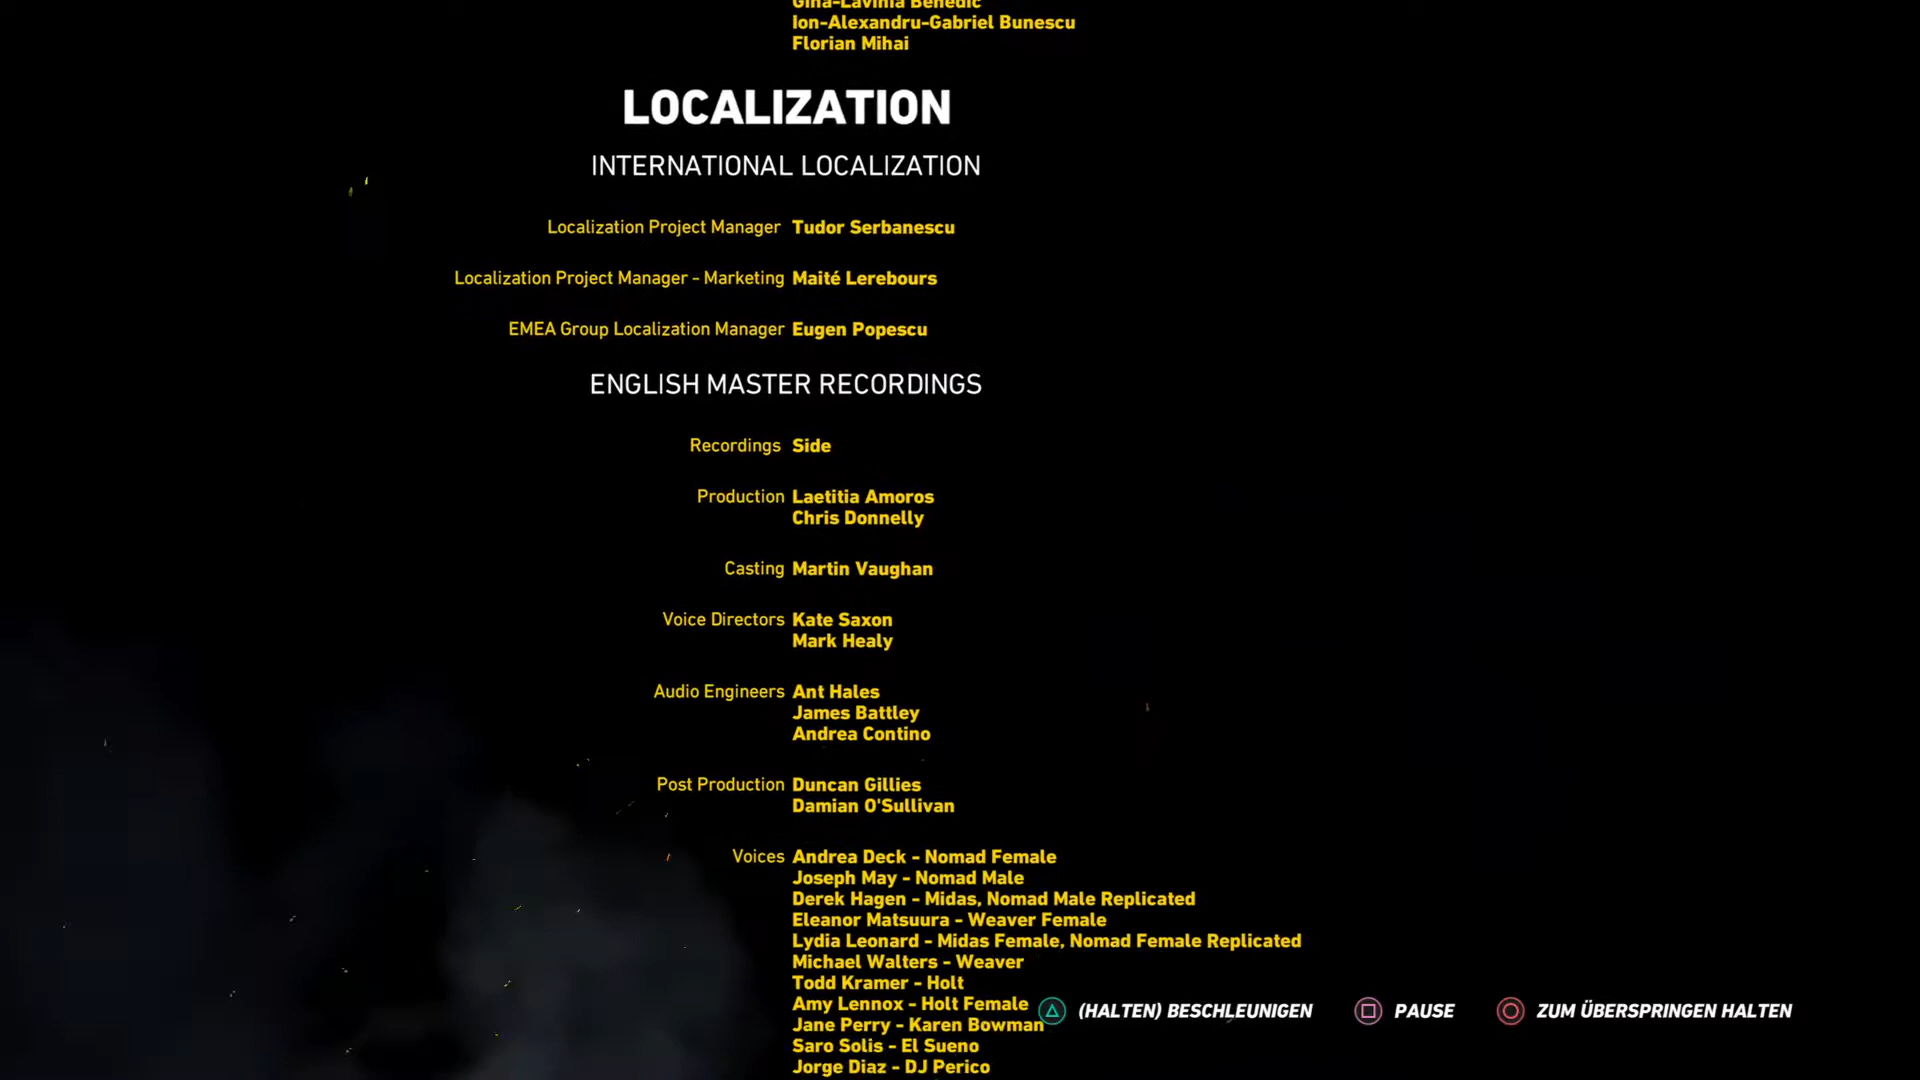 Gina-Lavinia Benedic
Ion-Alexandru-Gabriel Bunescu
Florian Mihai
LOCALIZATION
INTERNATIONAL LOCALIZATION
Localization Project Manager Tudor Serbanescu
Localization Project Manager - Marketing Maité Lerebours
EMEA Group Localization Manager Eugen Popescu
ENGLISH MASTER RECORDINGS
Recordings Side
Production Laetitia Amoros
Chris Donnelly
Casting Martin Vaughan
Voice Directors Kate Saxon
Mark Healy
Audio Engineers Ant Hales
James Battley
Andrea Contino
Post Production Duncan Gillies
Damian O'Sullivan
Voices Andrea Deck - Nomad Female
Joseph May - Nomad Male
Derek Hagen - Midas, Nomad Male Replicated
Eleanor Matsuura - Weaver Female
Lydia Leonard - Midas Female, Nomad Female Replicated
Michael Walters - Weaver
Todd Kramer - Holt
Amy Lennox - Holt Female
Jane Perry - Karen Bowman
Saro Solis - El Sueno
Jorge Diaz - DJ Perico
(HALTEN) BESCHLEUNIGEN
PAUSE
ZUM ÜBERSPRINGEN HALTEN